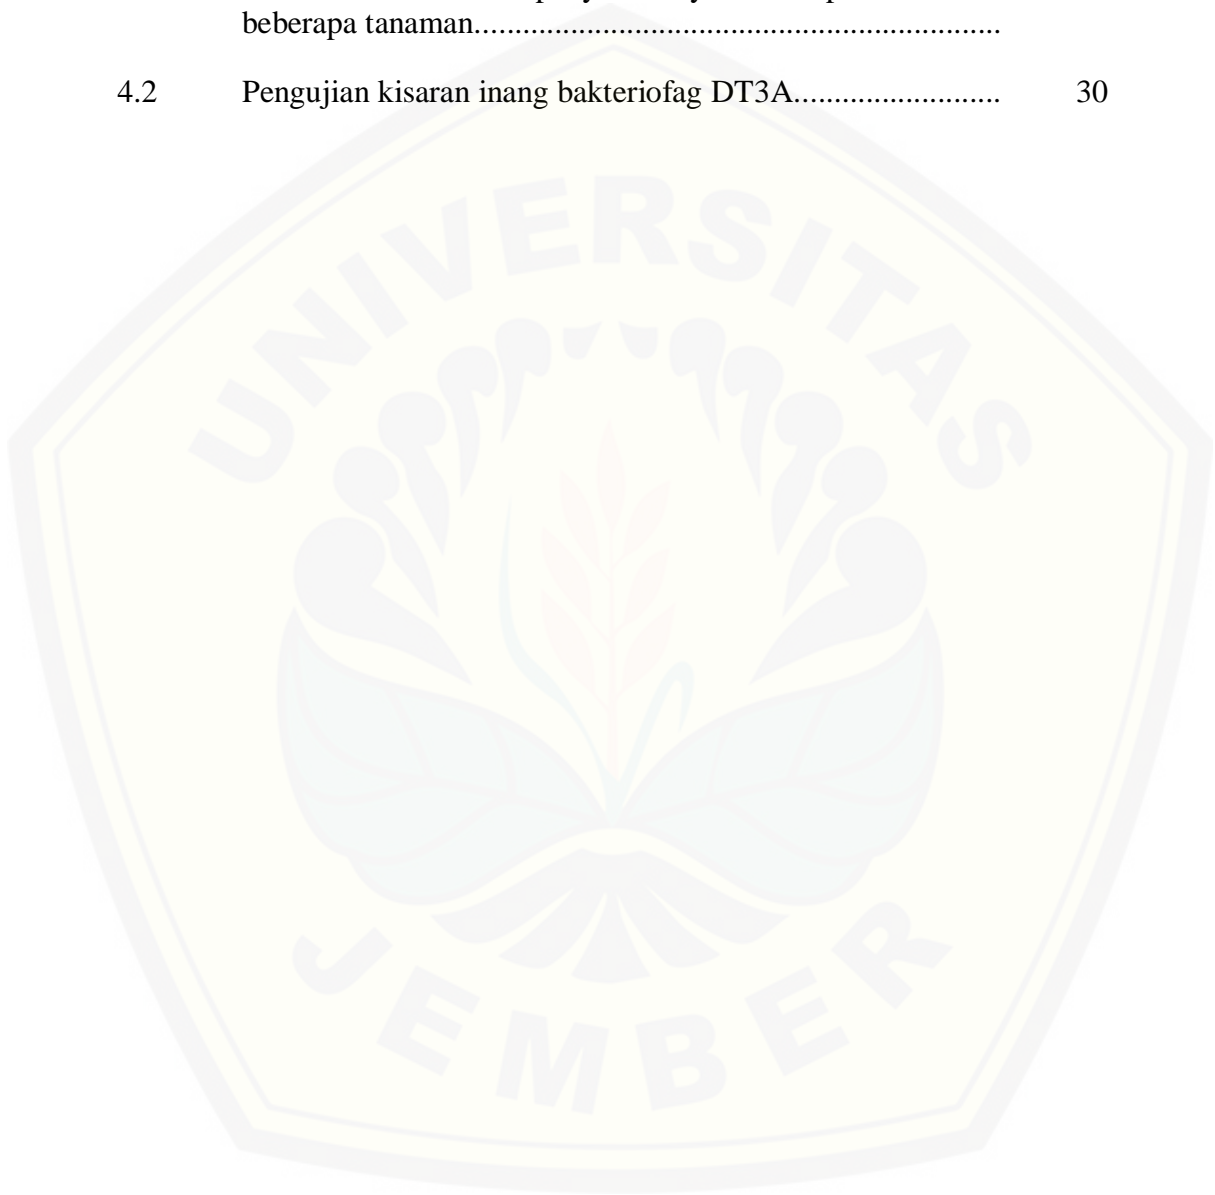 beberapa tanaman.................................................................
4.2 Pengujian kisaran inang bakteriofag DT3A......................... 30
UNIVERSITAS
JEMBER